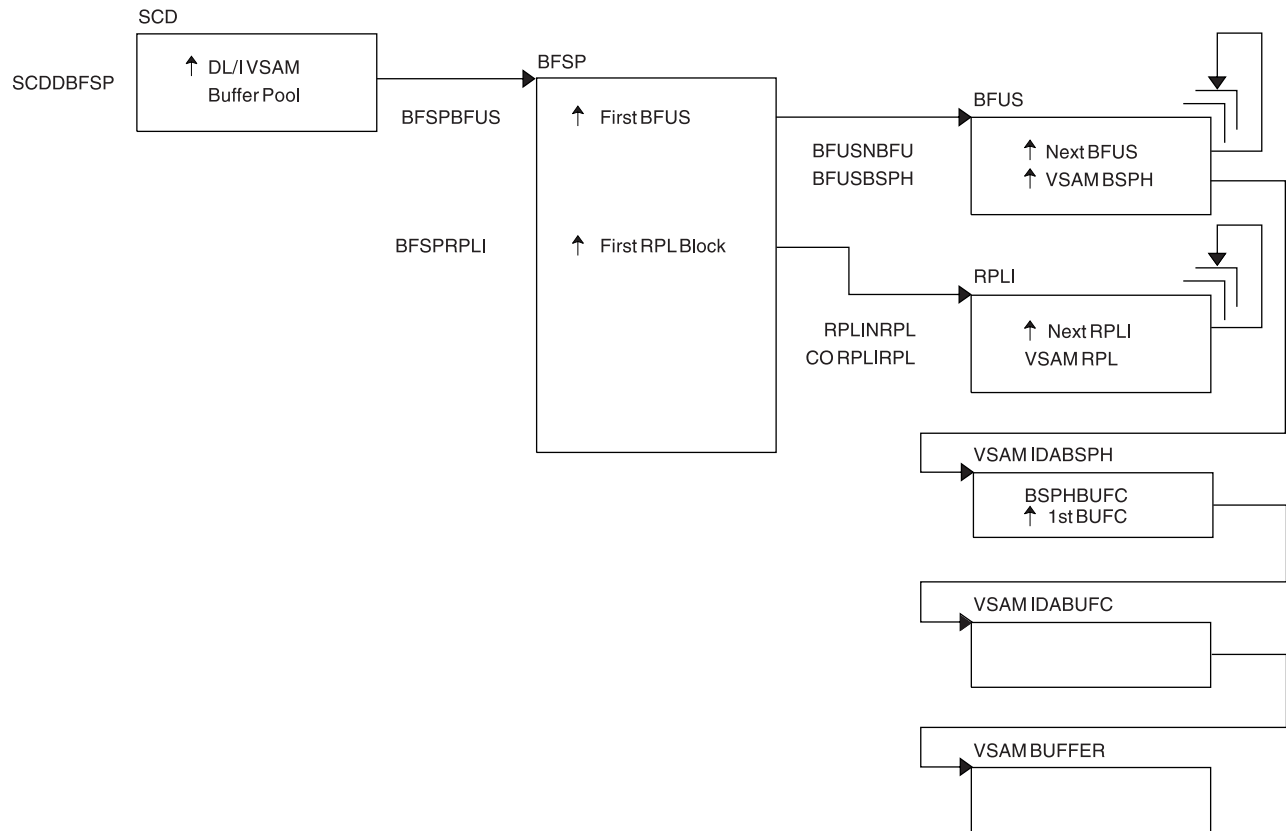 SCD
SCDDBFSP
↑ DL/I VSAM
Buffer Pool
BFSP
BFSPBFUS
↑ First BFUS
BFUS
BFUSNBFU
BFUSBSPH
↑ Next BFUS
↑ VSAM BSPH
BFSPRPLI
↑ First RPL Block
RPLI
RPLINRPL
CO RPLIRPL
↑ Next RPLI
VSAM RPL
VSAM IDABSPH
BSPHBUFC
↑ 1st BUFC
VSAM IDABUFC
VSAM BUFFER